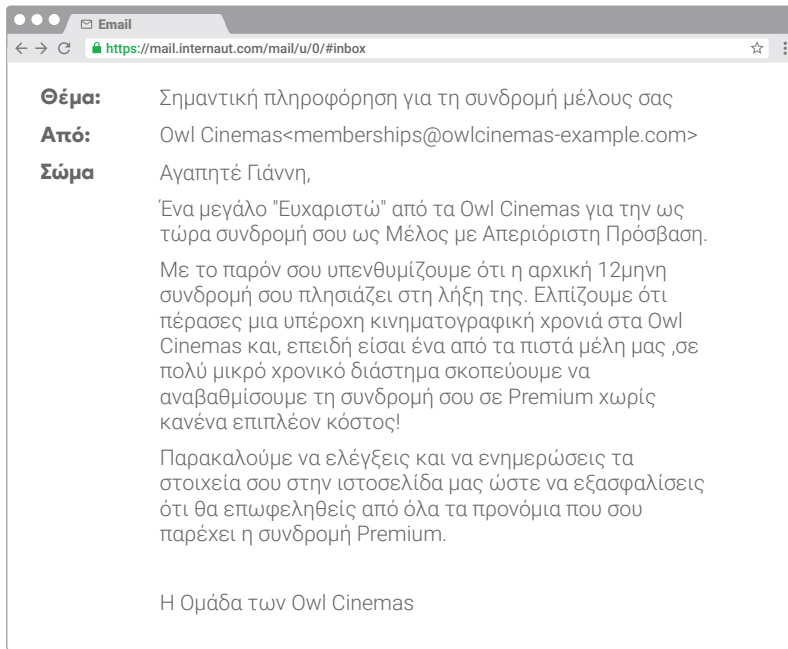 Email
https://mail.internaut.com/mail/u/0/#inbox
Θέμα: Σημαντική πληροφόρηση για τη συνδρομή μέλους σας
Από: Owl Cinemas<memberships@owlcinemas-example.com>
Σώμα Αγαπητέ Γιάννη,
Ένα μεγάλο "Ευχαριστώ" από τα Owl Cinemas για την ως
τώρα συνδρομή σου ως Μέλος με Απεριόριστη Πρόσβαση.
Με το παρόν σου υπενθυμίζουμε ότι η αρχική 12μηνη
συνδρομή σου πλησιάζει στη λήξη της. Ελπίζουμε ότι
πέρασες μια υπέροχη κινηματογραφική χρονιά στα Owl
Cinemas και, επειδή είσαι ένα από τα πιστά μέλη μας ,σε
πολύ μικρό χρονικό διάστημα σκοπεύουμε να
αναβαθμίσουμε τη συνδρομή σου σε Premium χωρίς
κανένα επιπλέον κόστος!
Παρακαλούμε να ελέγξεις και να ενημερώσεις τα
στοιχεία σου στην ιστοσελίδα μας ώστε να εξασφαλίσεις
ότι θα επωφεληθείς από όλα τα προνόμια που σου
παρέχει η συνδρομή Premium.
Η Ομάδα των Owl Cinemas